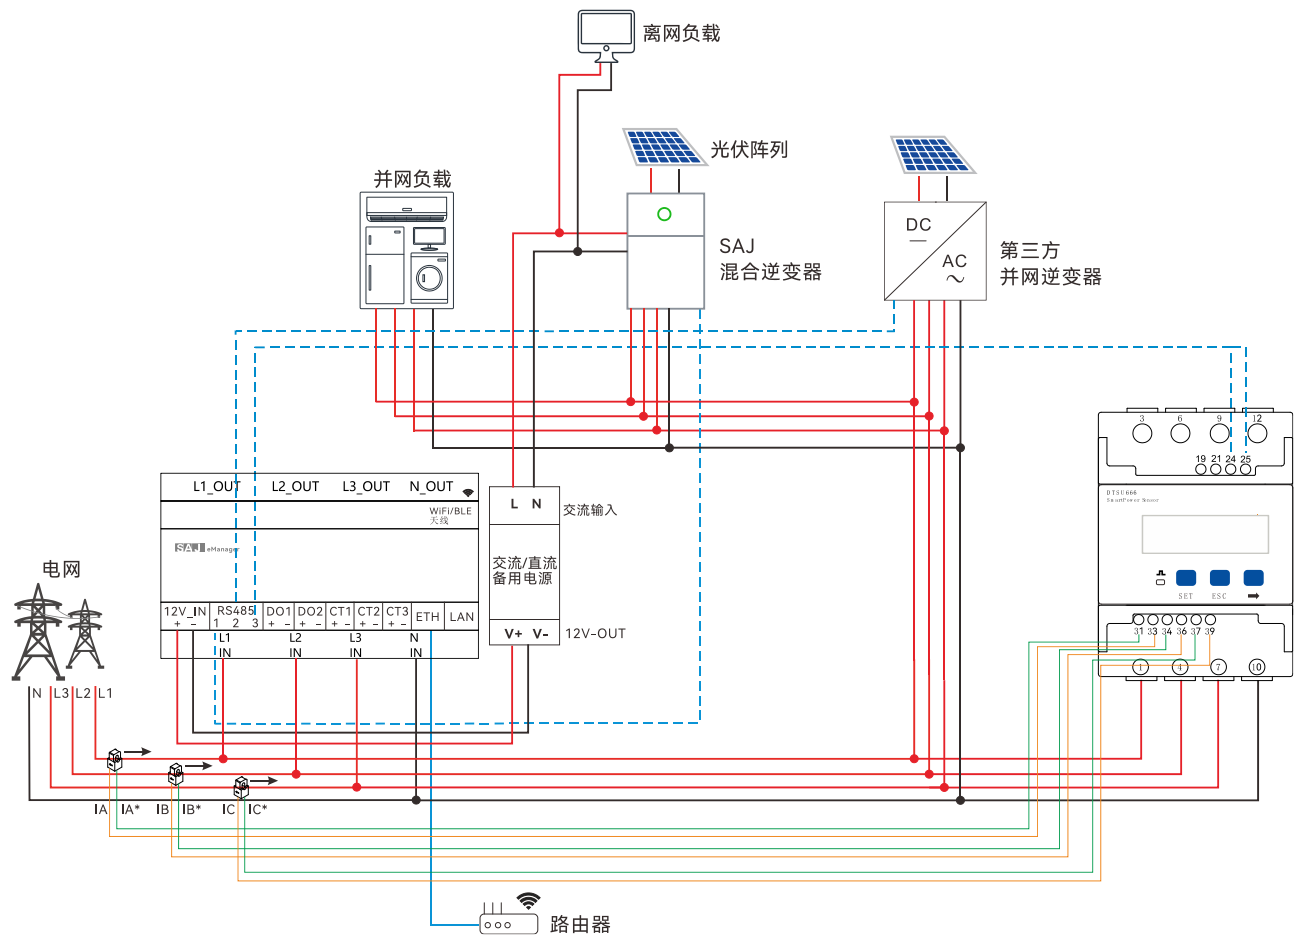 离网负载
光伏阵列
并网负载
SAJ
混合逆变器
DC
AC
第三方
并网逆变器
3 6 9 12
19 21 24 25
DTSU666
SmartPower Sensor
SET ESC
31 33 34 36 37 39
1 4 7 10
L1_OUT L2_OUT L3_OUT N_OUT
WiFi/BLE
天线
SAJ eManager
12V_IN RS485 DO1 DO2 CT1 CT2 CT3 ETH LAN
+ − 1 2 3 + − + − + − + − + −
L1 L2 L3 N
IN IN IN IN
L N
交流输入
交流/直流
备用电源
V+ V-
12V-OUT
电网
N L3 L2 L1
IA IA* IB IB* IC IC*
路由器